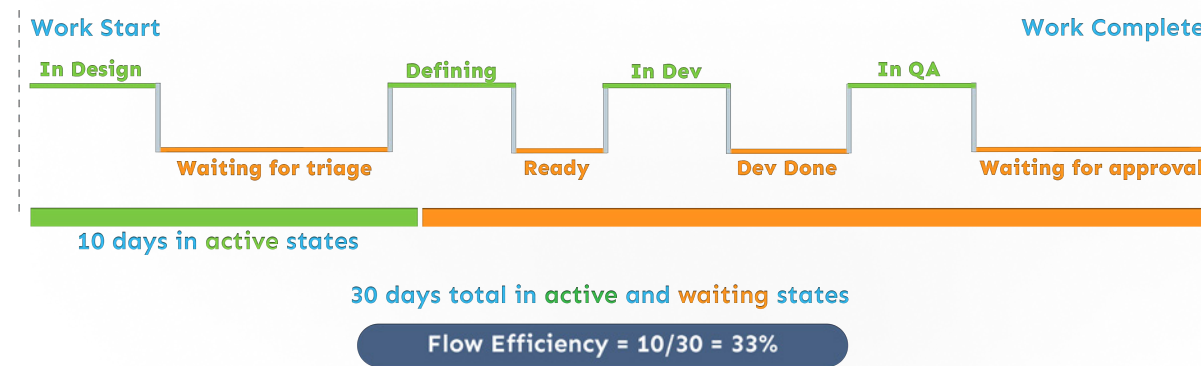 Work Start
Work Complete
In Design
Defining
In Dev
In QA
Waiting for triage
Ready
Dev Done
Waiting for approval
10 days in active states
30 days total in active and waiting states
Flow Efficiency = 10/30 = 33%